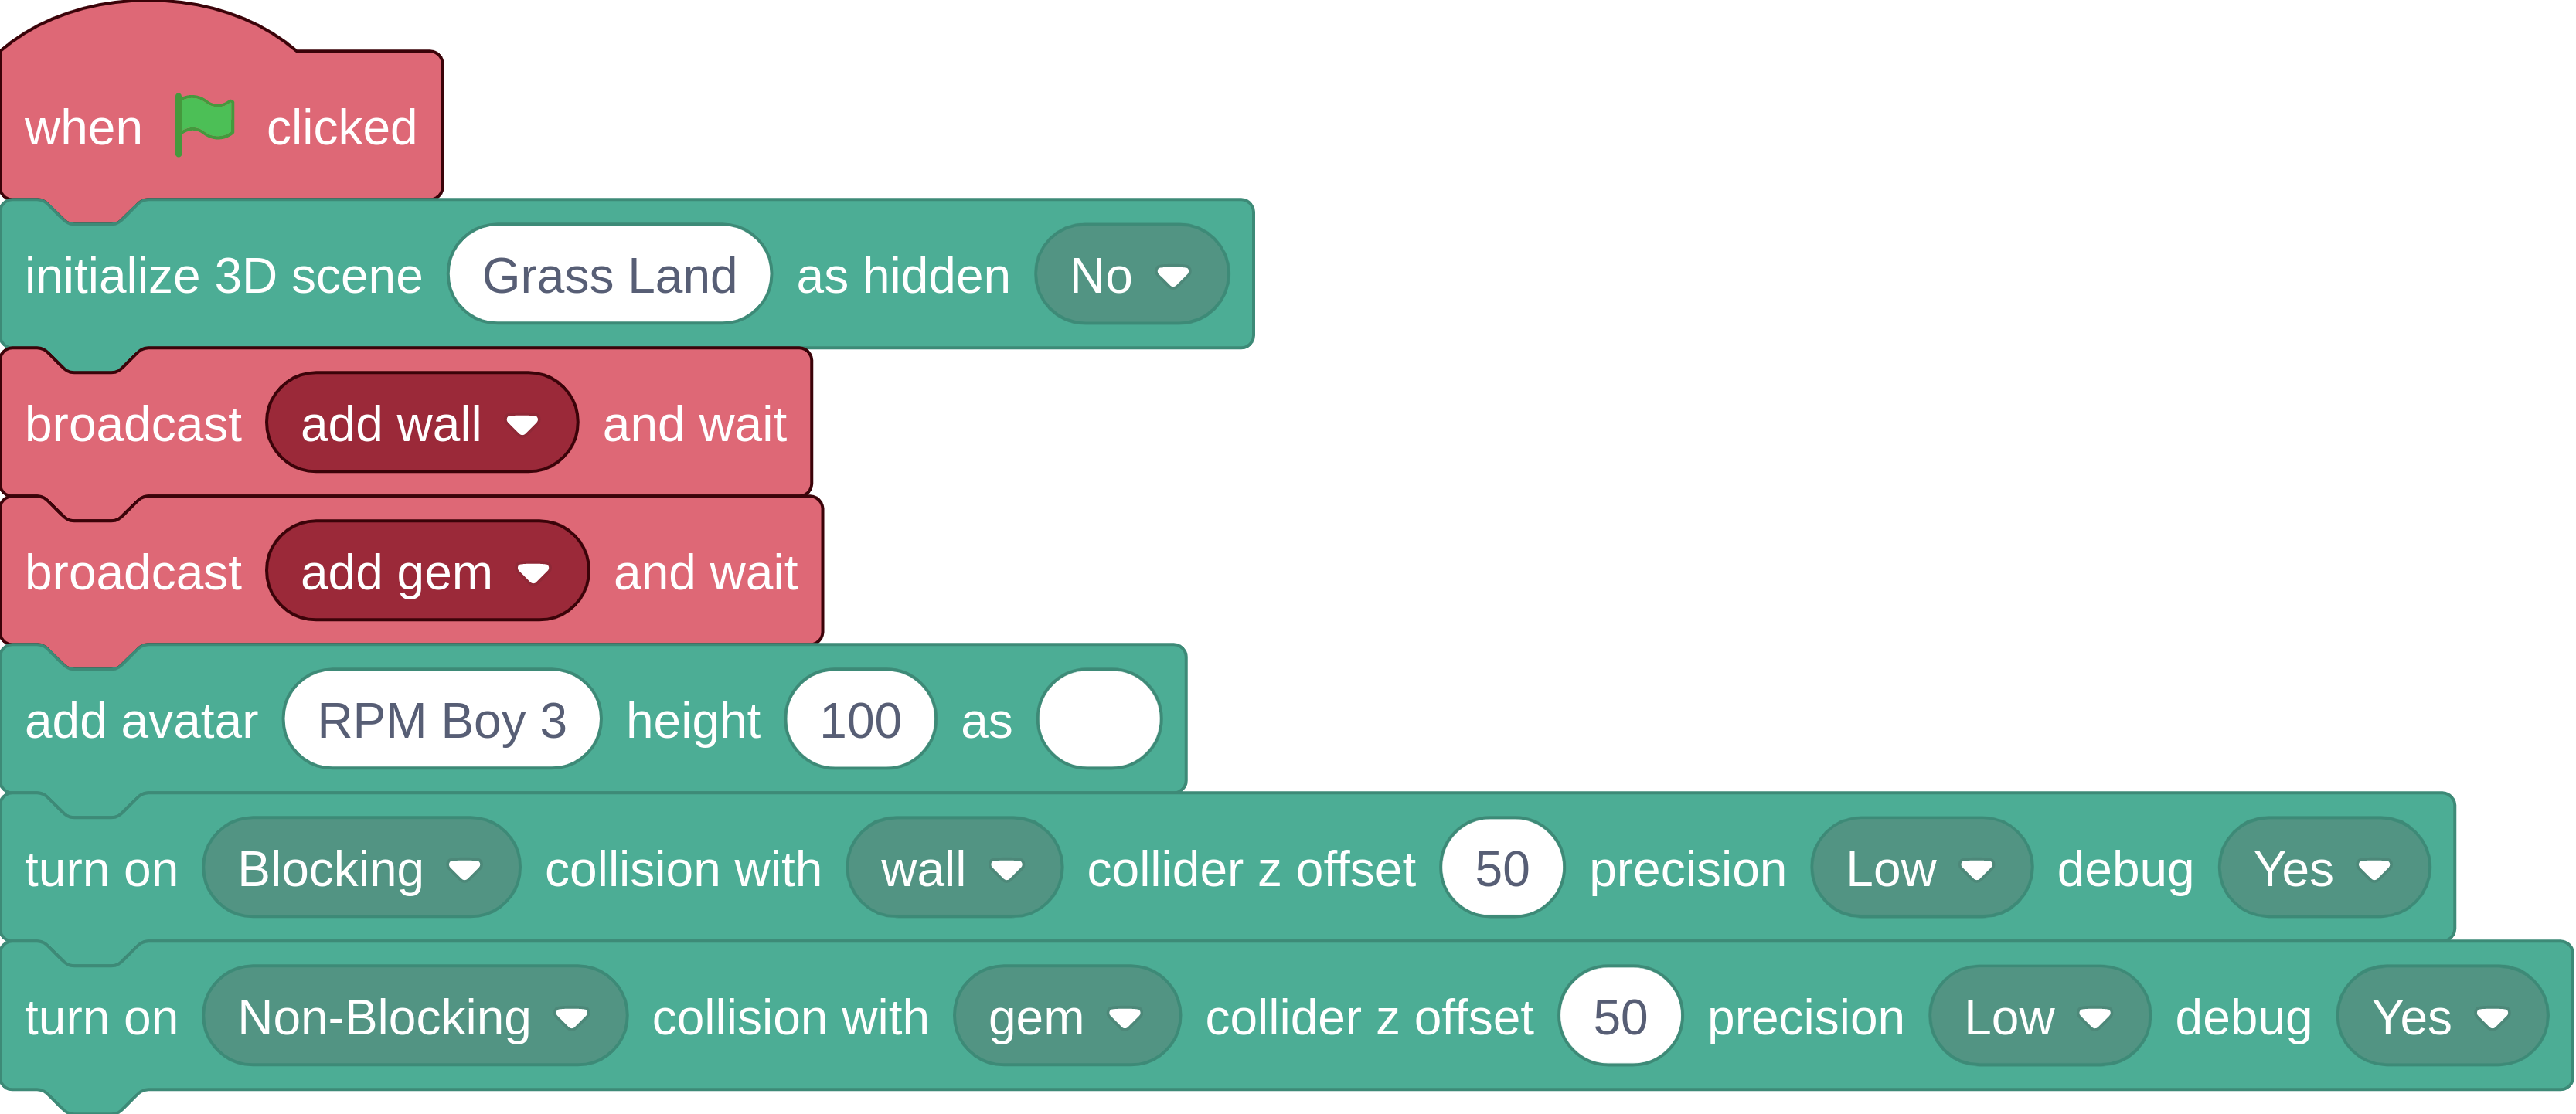 when clicked
initialize 3D scene Grass Land as hidden No
broadcast add wall and wait
broadcast add gem and wait
add avatar RPM Boy 3 height 100 as
turn on Blocking collision with wall collider z offset 50 precision Low debug Yes
turn on Non-Blocking collision with gem collider z offset 50 precision Low debug Yes